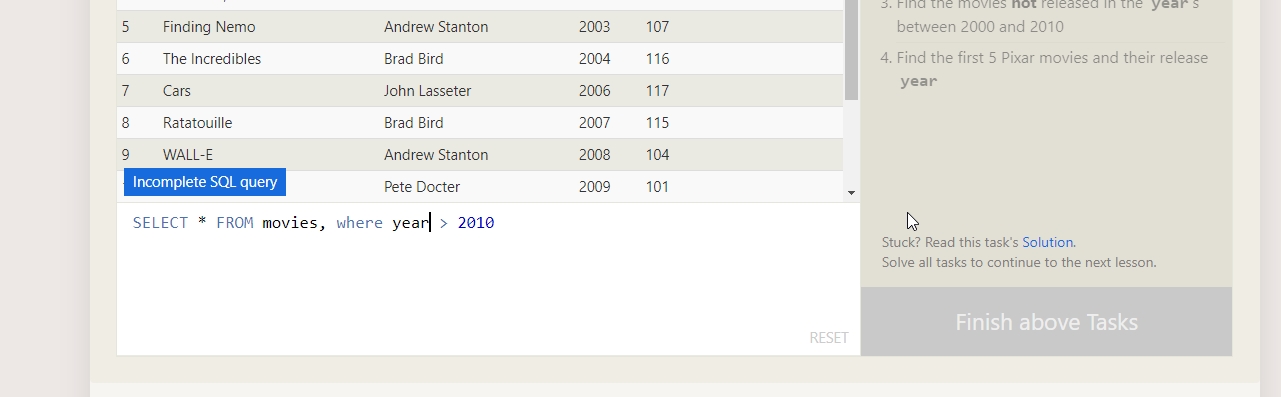 3. Find the movies not released in the year s
between 2000 and 2010
4. Find the first 5 Pixar movies and their release
year
5 Finding Nemo Andrew Stanton 2003 107
6 The Incredibles Brad Bird 2004 116
7 Cars John Lasseter 2006 117
8 Ratatouille Brad Bird 2007 115
9 WALL-E Andrew Stanton 2008 104
Pete Docter 2009 101
Incomplete SQL query
SELECT * FROM movies, where year > 2010
RESET
Stuck? Read this task's Solution.
Solve all tasks to continue to the next lesson.
Finish above Tasks